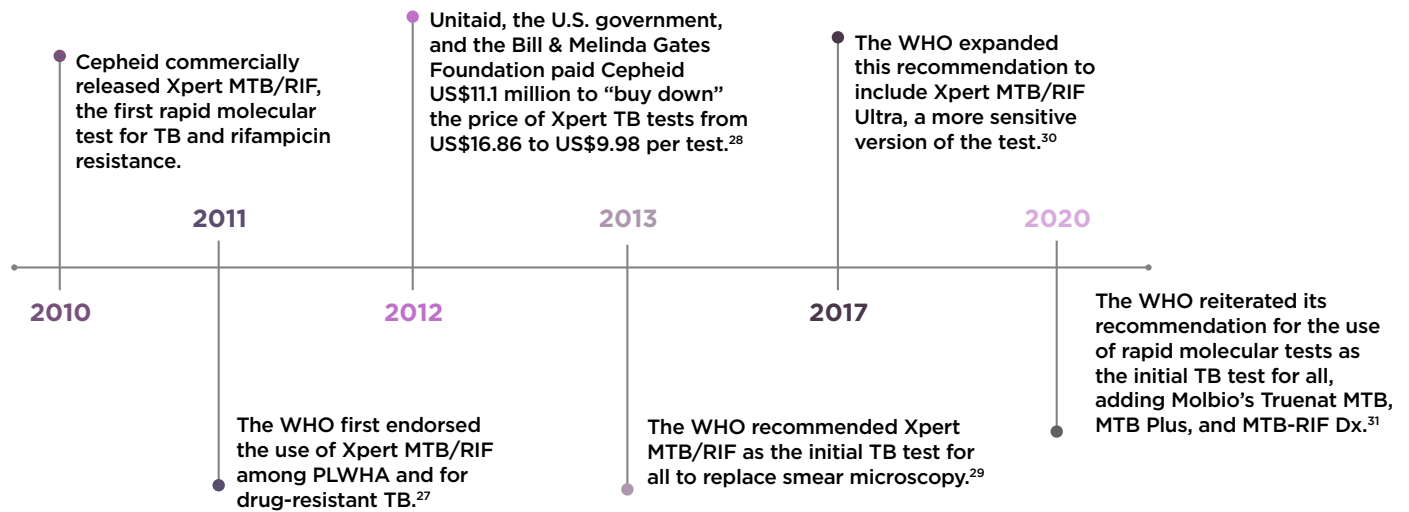 Cepheid commercially
released Xpert MTB/RIF,
the first rapid molecular
test for TB and rifampicin
resistance.
2010
2011
The WHO first endorsed
the use of Xpert MTB/RIF
among PLWHA and for
drug-resistant TB.²⁷
Unitaid, the U.S. government,
and the Bill & Melinda Gates
Foundation paid Cepheid
US$11.1 million to “buy down”
the price of Xpert TB tests from
US$16.86 to US$9.98 per test.²⁸
2012
2013
The WHO recommended Xpert
MTB/RIF as the initial TB test for
all to replace smear microscopy.²⁹
The WHO expanded
this recommendation to
include Xpert MTB/RIF
Ultra, a more sensitive
version of the test.³⁰
2017
2020
The WHO reiterated its
recommendation for the use
of rapid molecular tests as
the initial TB test for all,
adding Molbio’s Truenat MTB,
MTB Plus, and MTB-RIF Dx.³¹